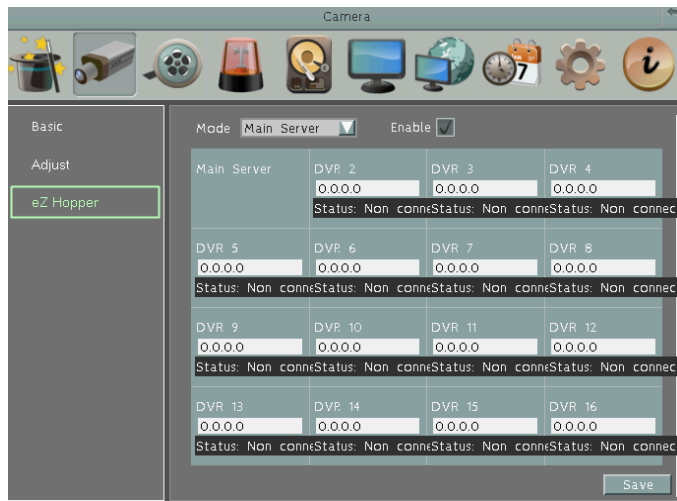 Camera
7
i
Basic
Adjust
eZ Hopper
Mode Main Server Enable
Main Server DVR 2 DVR 3 DVR 4
0.0.0.0 0.0.0.0 0.0.0.0
Status: Non conne Status: Non conne Status: Non connec
DVR 5 DVR 6 DVR 7 DVR 8
0.0.0.0 0.0.0.0 0.0.0.0 0.0.0.0
Status: Non conne Status: Non conne Status: Non conne Status: Non connec
DVR 9 DVR 10 DVR 11 DVR 12
0.0.0.0 0.0.0.0 0.0.0.0 0.0.0.0
Status: Non conne Status: Non conne Status: Non conne Status: Non connec
DVR 13 DVR 14 DVR 15 DVR 16
0.0.0.0 0.0.0.0 0.0.0.0 0.0.0.0
Status: Non conne Status: Non conne Status: Non conne Status: Non connec
Save